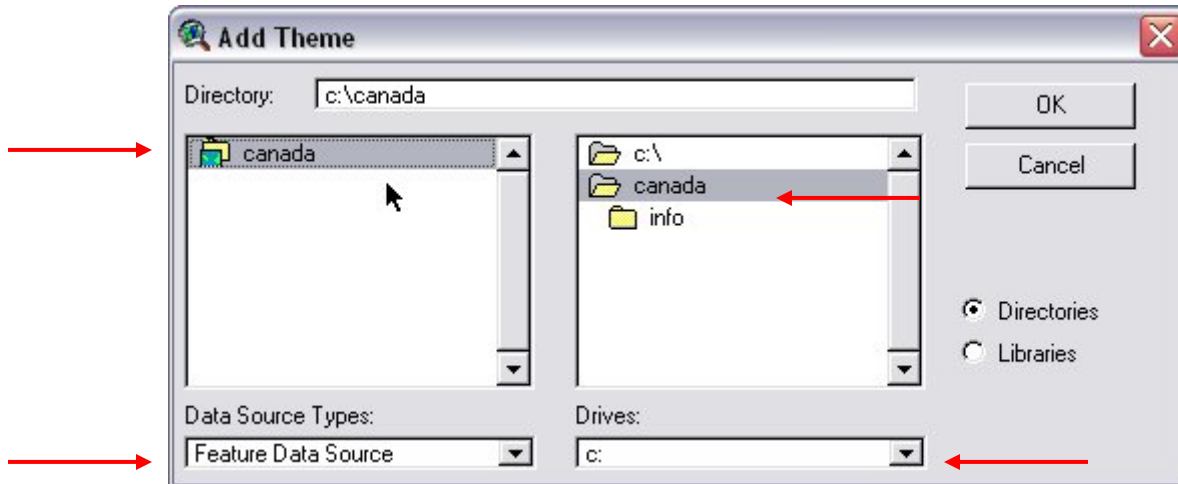 Add Theme
Directory: c:\canada
OK
Cancel
canada
c:\
canada
info
Directories
Libraries
Data Source Types:
Feature Data Source
Drives:
c: